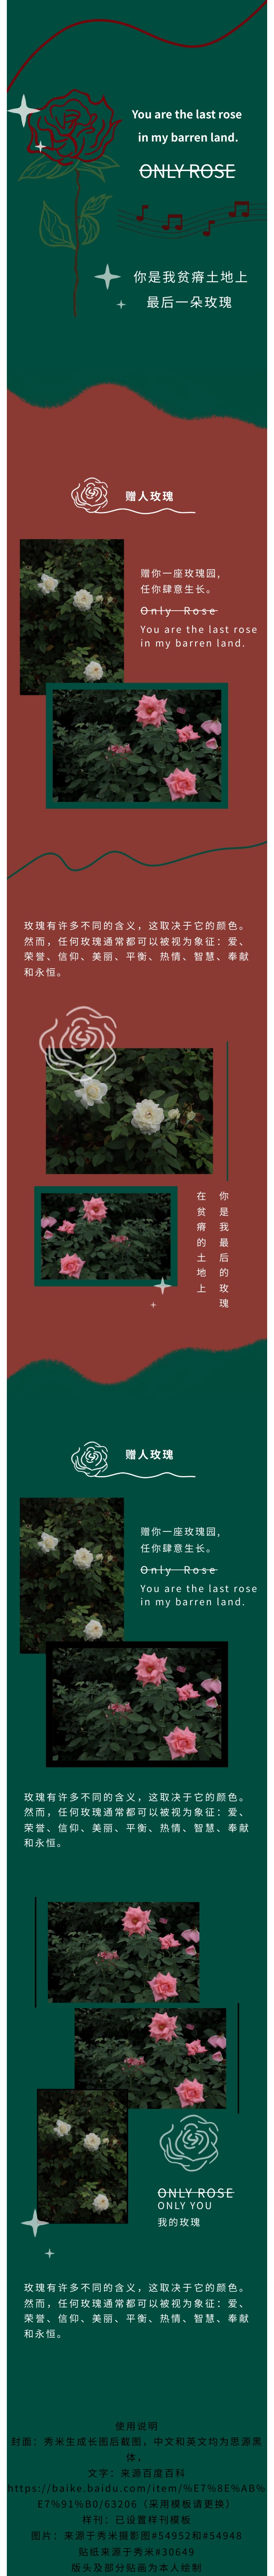 You are the last rose
in my barren land.
ONLY ROSE
你是我贫瘠土地上
最后一朵玫瑰
赠人玫瑰
赠你一座玫瑰园，
任你肆意生长。
Only Rose
You are the last rose
in my barren land.
玫瑰有许多不同的含义，这取决于它的颜色。
然而，任何玫瑰通常都可以被视为象征：爱、
荣誉、信仰、美丽、平衡、热情、智慧、奉献
和永恒。
你是我最后的玫瑰
在贫瘠的土地上
赠人玫瑰
赠你一座玫瑰园，
任你肆意生长。
Only Rose
You are the last rose
in my barren land.
玫瑰有许多不同的含义，这取决于它的颜色。
然而，任何玫瑰通常都可以被视为象征：爱、
荣誉、信仰、美丽、平衡、热情、智慧、奉献
和永恒。
ONLY ROSE
ONLY YOU
我的玫瑰
玫瑰有许多不同的含义，这取决于它的颜色。
然而，任何玫瑰通常都可以被视为象征：爱、
荣誉、信仰、美丽、平衡、热情、智慧、奉献
和永恒。
使用说明
封面：秀米生成长图后截图，中文和英文均为思源黑
体，
文字：来源百度百科
https://baike.baidu.com/item/%E7%8E%AB%
E7%91%B0/63206（采用模板请更换）
图片：来源于秀米摄影图#54952和#54948
贴纸来源于秀米#30649
样刊：已设置样刊模板
版头及部分贴画为本人绘制